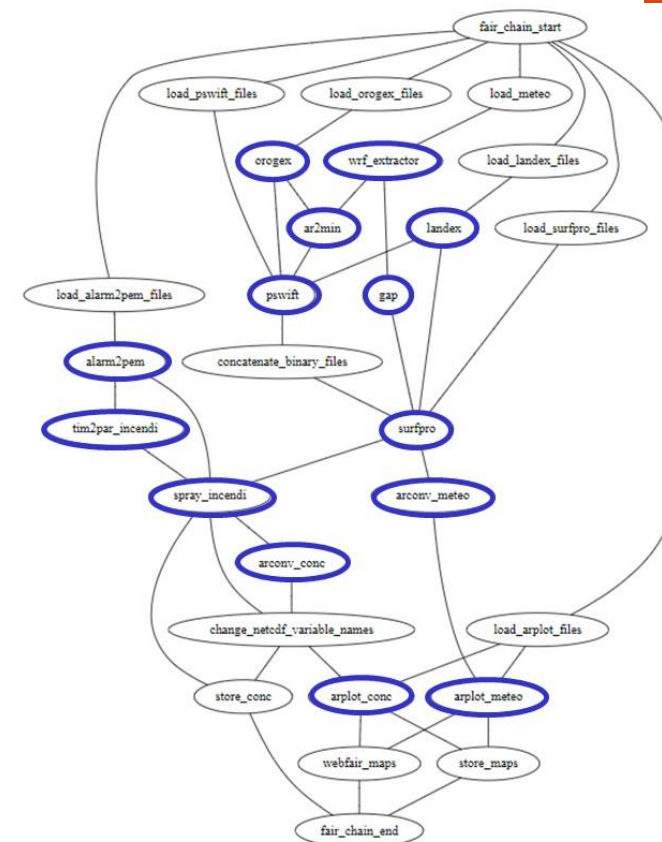 fair_chain_start
load_pswift_files
load_orogex_files
load_meteo
orogex
wrf_extractor
load_landex_files
ar2min
landex
load_surfpro_files
load_alarm2pem_files
pswift
gap
alarm2pem
concatenate_binary_files
tim2par_incendi
surfpro
spray_incendi
arconv_meteo
arconv_conc
change_netcdf_variable_names
load_arplot_files
store_conc
arplot_conc
arplot_meteo
webfair_maps
store_maps
fair_chain_end